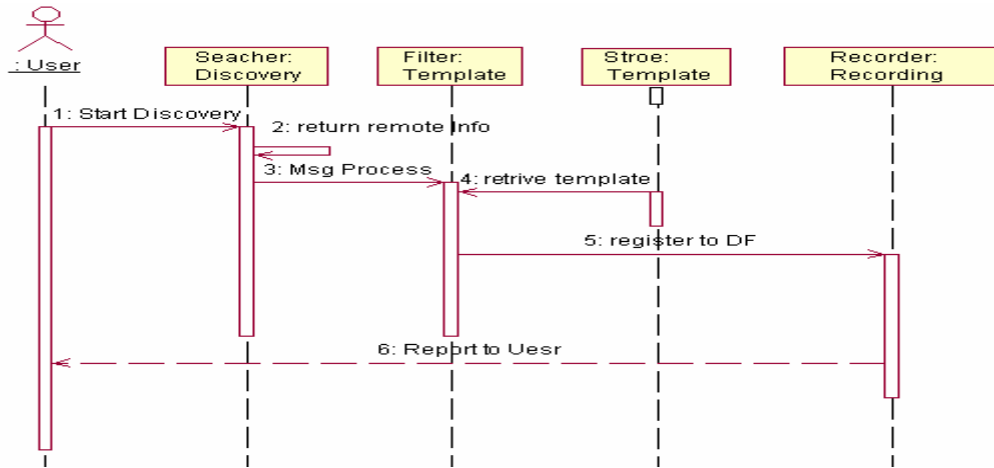 : User
Seacher:
Discovery
Filter:
Template
Stroe:
Template
Recorder:
Recording
1: Start Discovery
2: return remote Info
3: Msg Process
4: retrive template
5: register to DF
6: Report to Uesr